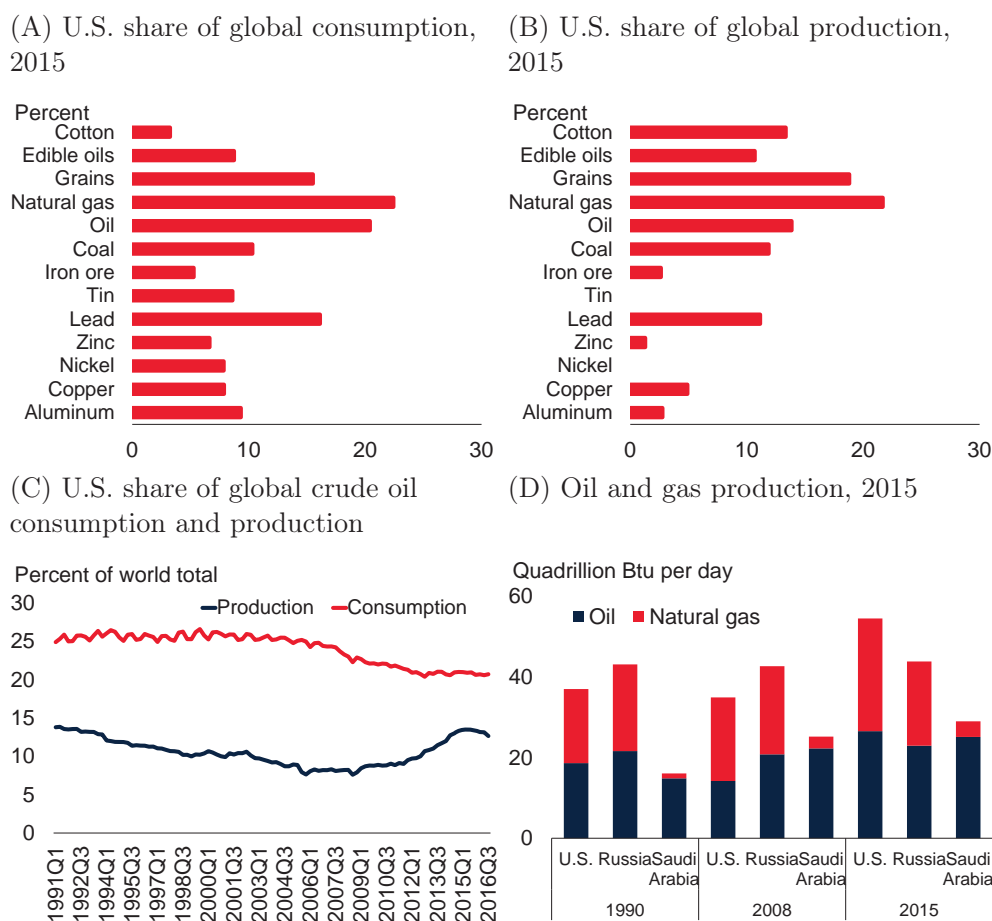 (A) U.S. share of global consumption,
2015
Percent
Cotton
Edible oils
Grains
Natural gas
Oil
Coal
Iron ore
Tin
Lead
Zinc
Nickel
Copper
Aluminum
0 10 20 30
(B) U.S. share of global production,
2015
Percent
Cotton
Edible oils
Grains
Natural gas
Oil
Coal
Iron ore
Tin
Lead
Zinc
Nickel
Copper
Aluminum
0 10 20 30
(C) U.S. share of global crude oil
consumption and production
Percent of world total
Production Consumption
30
25
20
15
10
5
0
1991Q1
1992Q3
1994Q1
1995Q3
1997Q1
1998Q3
2000Q1
2001Q3
2003Q1
2004Q3
2006Q1
2007Q3
2009Q1
2010Q3
2012Q1
2013Q3
2015Q1
2016Q3
(D) Oil and gas production, 2015
Quadrillion Btu per day
Oil Natural gas
60
40
20
0
U.S. Russia Saudi U.S. Russia Saudi U.S. Russia Saudi
Arabia Arabia Arabia
1990 2008 2015